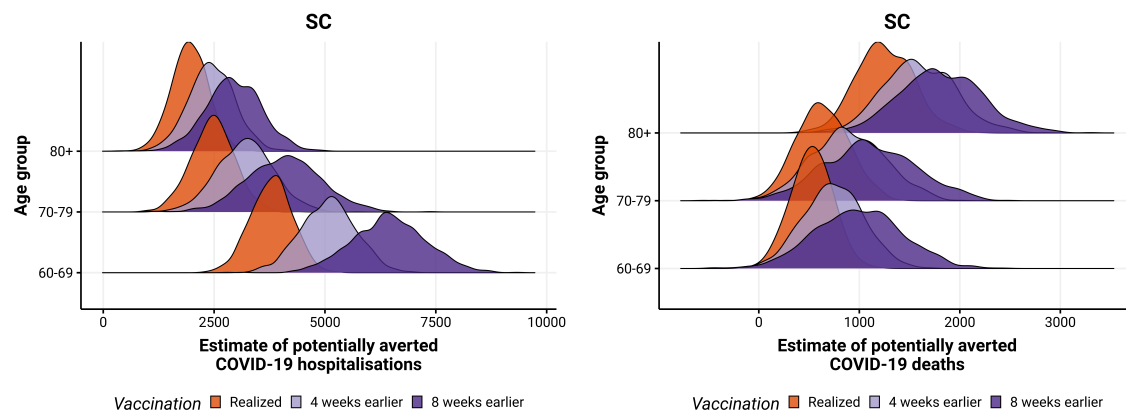 SC
Age group
80+
70-79
60-69
0 2500 5000 7500 10000
Estimate of potentially averted
COVID-19 hospitalisations
Vaccination Realized 4 weeks earlier 8 weeks earlier
SC
Age group
80+
70-79
60-69
0 1000 2000 3000
Estimate of potentially averted
COVID-19 deaths
Vaccination Realized 4 weeks earlier 8 weeks earlier